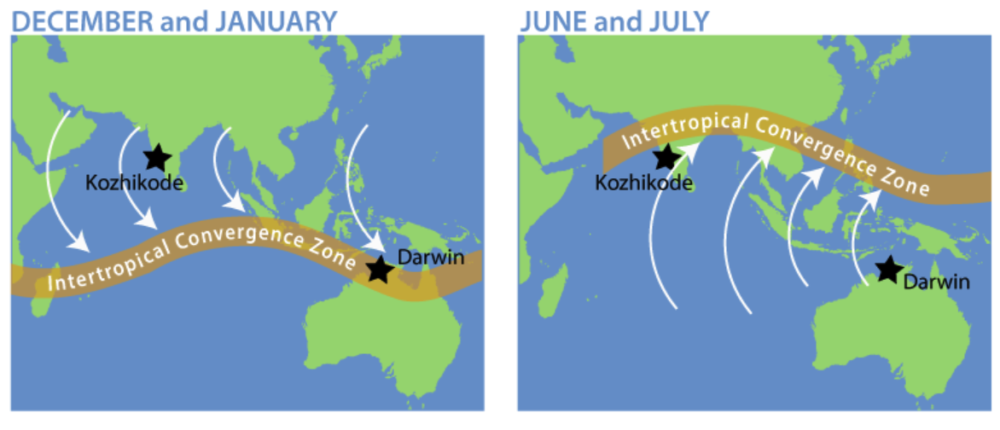 DECEMBER and JANUARY
Kozhikode
Intertropical Convergence Zone
Darwin
JUNE and JULY
Intertropical Convergence Zone
Kozhikode
Darwin